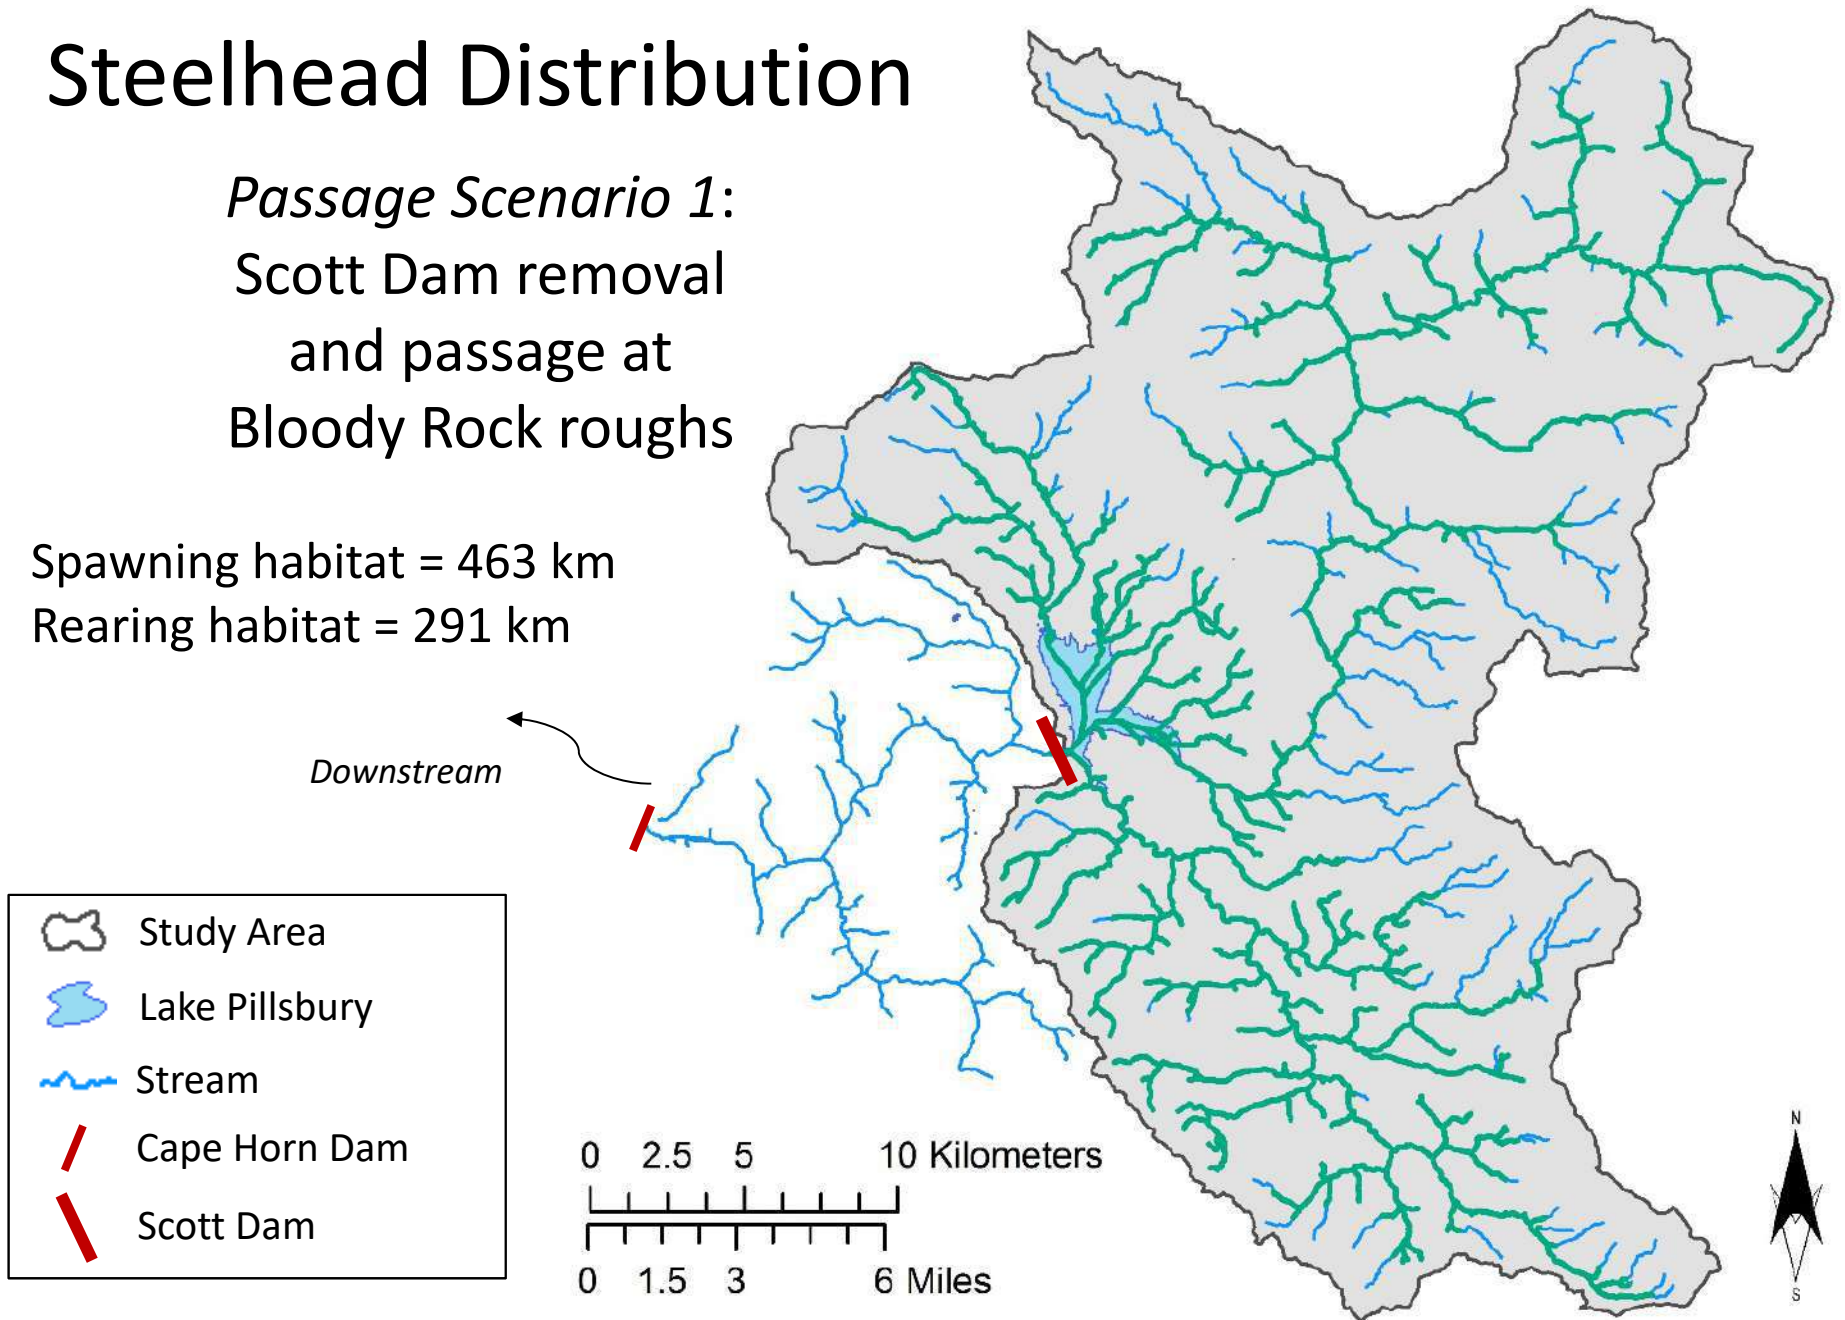 Steelhead Distribution
Passage Scenario 1:
Scott Dam removal
and passage at
Bloody Rock roughs
Spawning habitat = 463 km
Rearing habitat = 291 km
Downstream
Study Area
Lake Pillsbury
Stream
Cape Horn Dam
Scott Dam
0 2.5 5 10 Kilometers
0 1.5 3 6 Miles
N
S